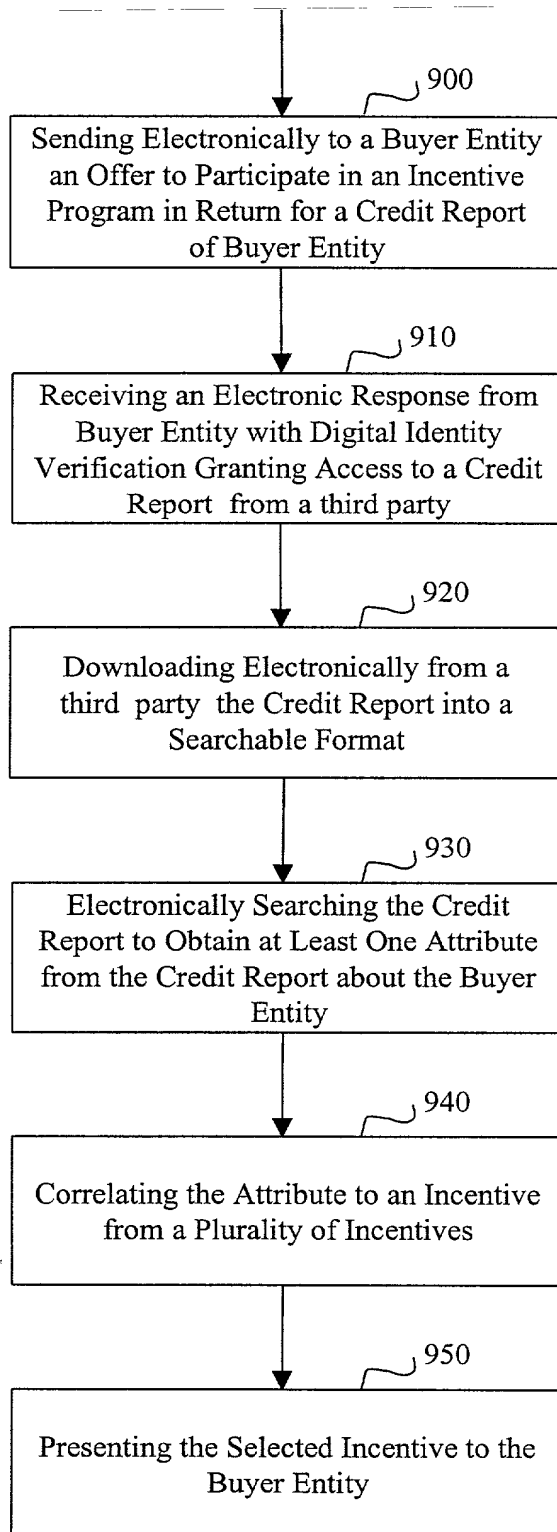 900
Sending Electronically to a Buyer Entity
an Offer to Participate in an Incentive
Program in Return for a Credit Report
of Buyer Entity
910
Receiving an Electronic Response from
Buyer Entity with Digital Identity
Verification Granting Access to a Credit
Report from a third party
920
Downloading Electronically from a
third party the Credit Report into a
Searchable Format
930
Electronically Searching the Credit
Report to Obtain at Least One Attribute
from the Credit Report about the Buyer
Entity
940
Correlating the Attribute to an Incentive
from a Plurality of Incentives
950
Presenting the Selected Incentive to the
Buyer Entity